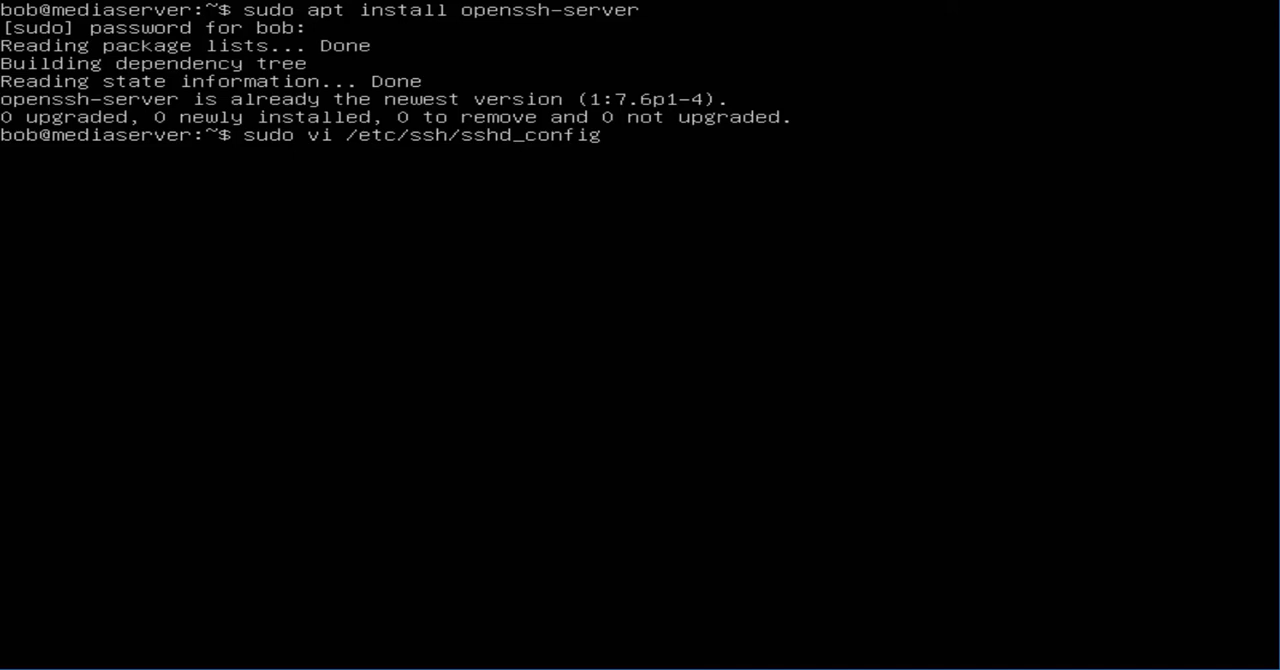 bob@mediaserver:~$ sudo apt install openssh-server
[sudo] password for bob:
Reading package lists... Done
Building dependency tree
Reading state information... Done
openssh-server is already the newest version (1:7.6p1-4).
0 upgraded, 0 newly installed, 0 to remove and 0 not upgraded.
bob@mediaserver:~$ sudo vi /etc/ssh/sshd_config